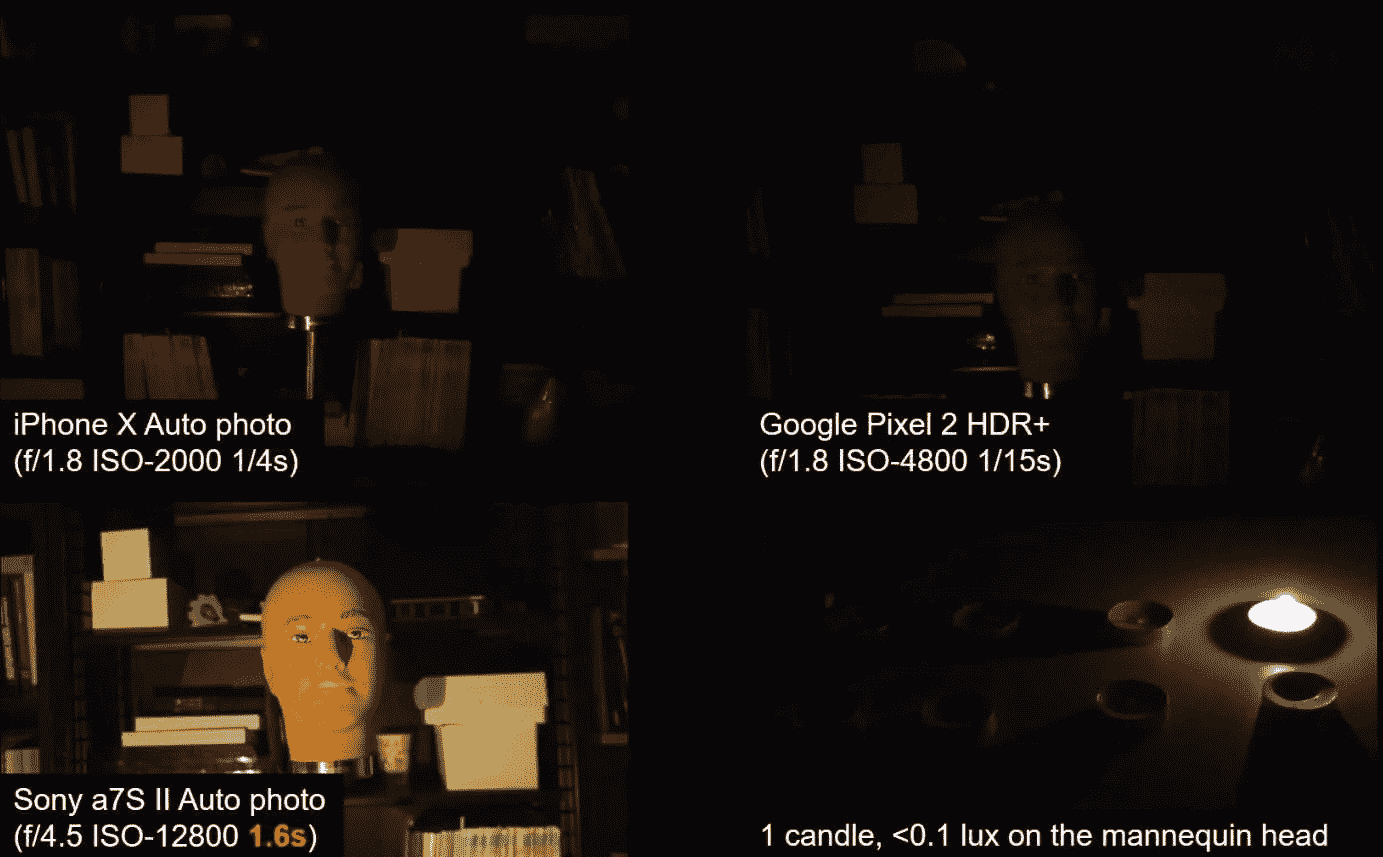 iPhone X Auto photo
(f/1.8 ISO-2000 1/4s)
Google Pixel 2 HDR+
(f/1.8 ISO-4800 1/15s)
Sony a7S II Auto photo
(f/4.5 ISO-12800 1.6s)
1 candle, <0.1 lux on the mannequin head